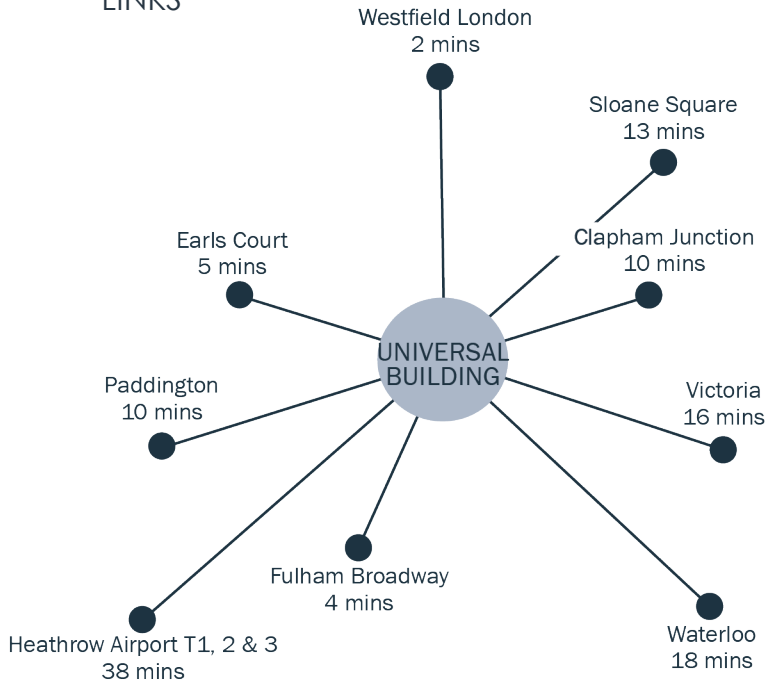 LINKS
Westfield London
2 mins
Sloane Square
13 mins
Clapham Junction
10 mins
Earls Court
5 mins
UNIVERSAL
BUILDING
Paddington
10 mins
Victoria
16 mins
Fulham Broadway
4 mins
Heathrow Airport T1, 2 & 3
38 mins
Waterloo
18 mins